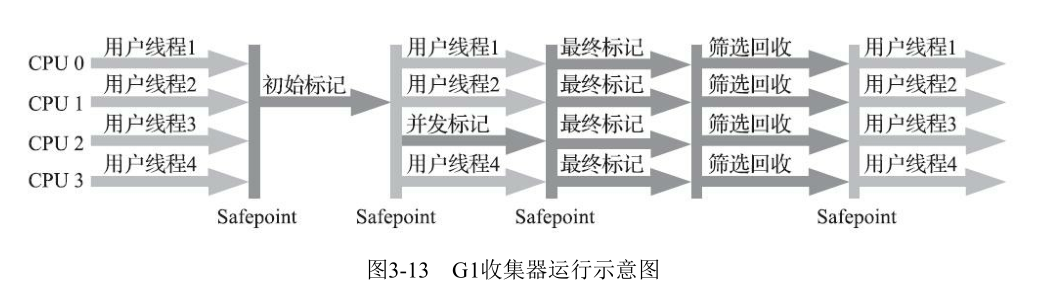 用户线程1 用户线程1 最终标记 筛选回收 用户线程1
CPU 0
用户线程2 初始标记 用户线程2 最终标记 筛选回收 用户线程2
CPU 1
用户线程3 并发标记 最终标记 筛选回收 用户线程3
CPU 2
用户线程4 用户线程4 最终标记 筛选回收 用户线程4
CPU 3
Safepoint Safepoint Safepoint Safepoint
图3-13 G1收集器运行示意图